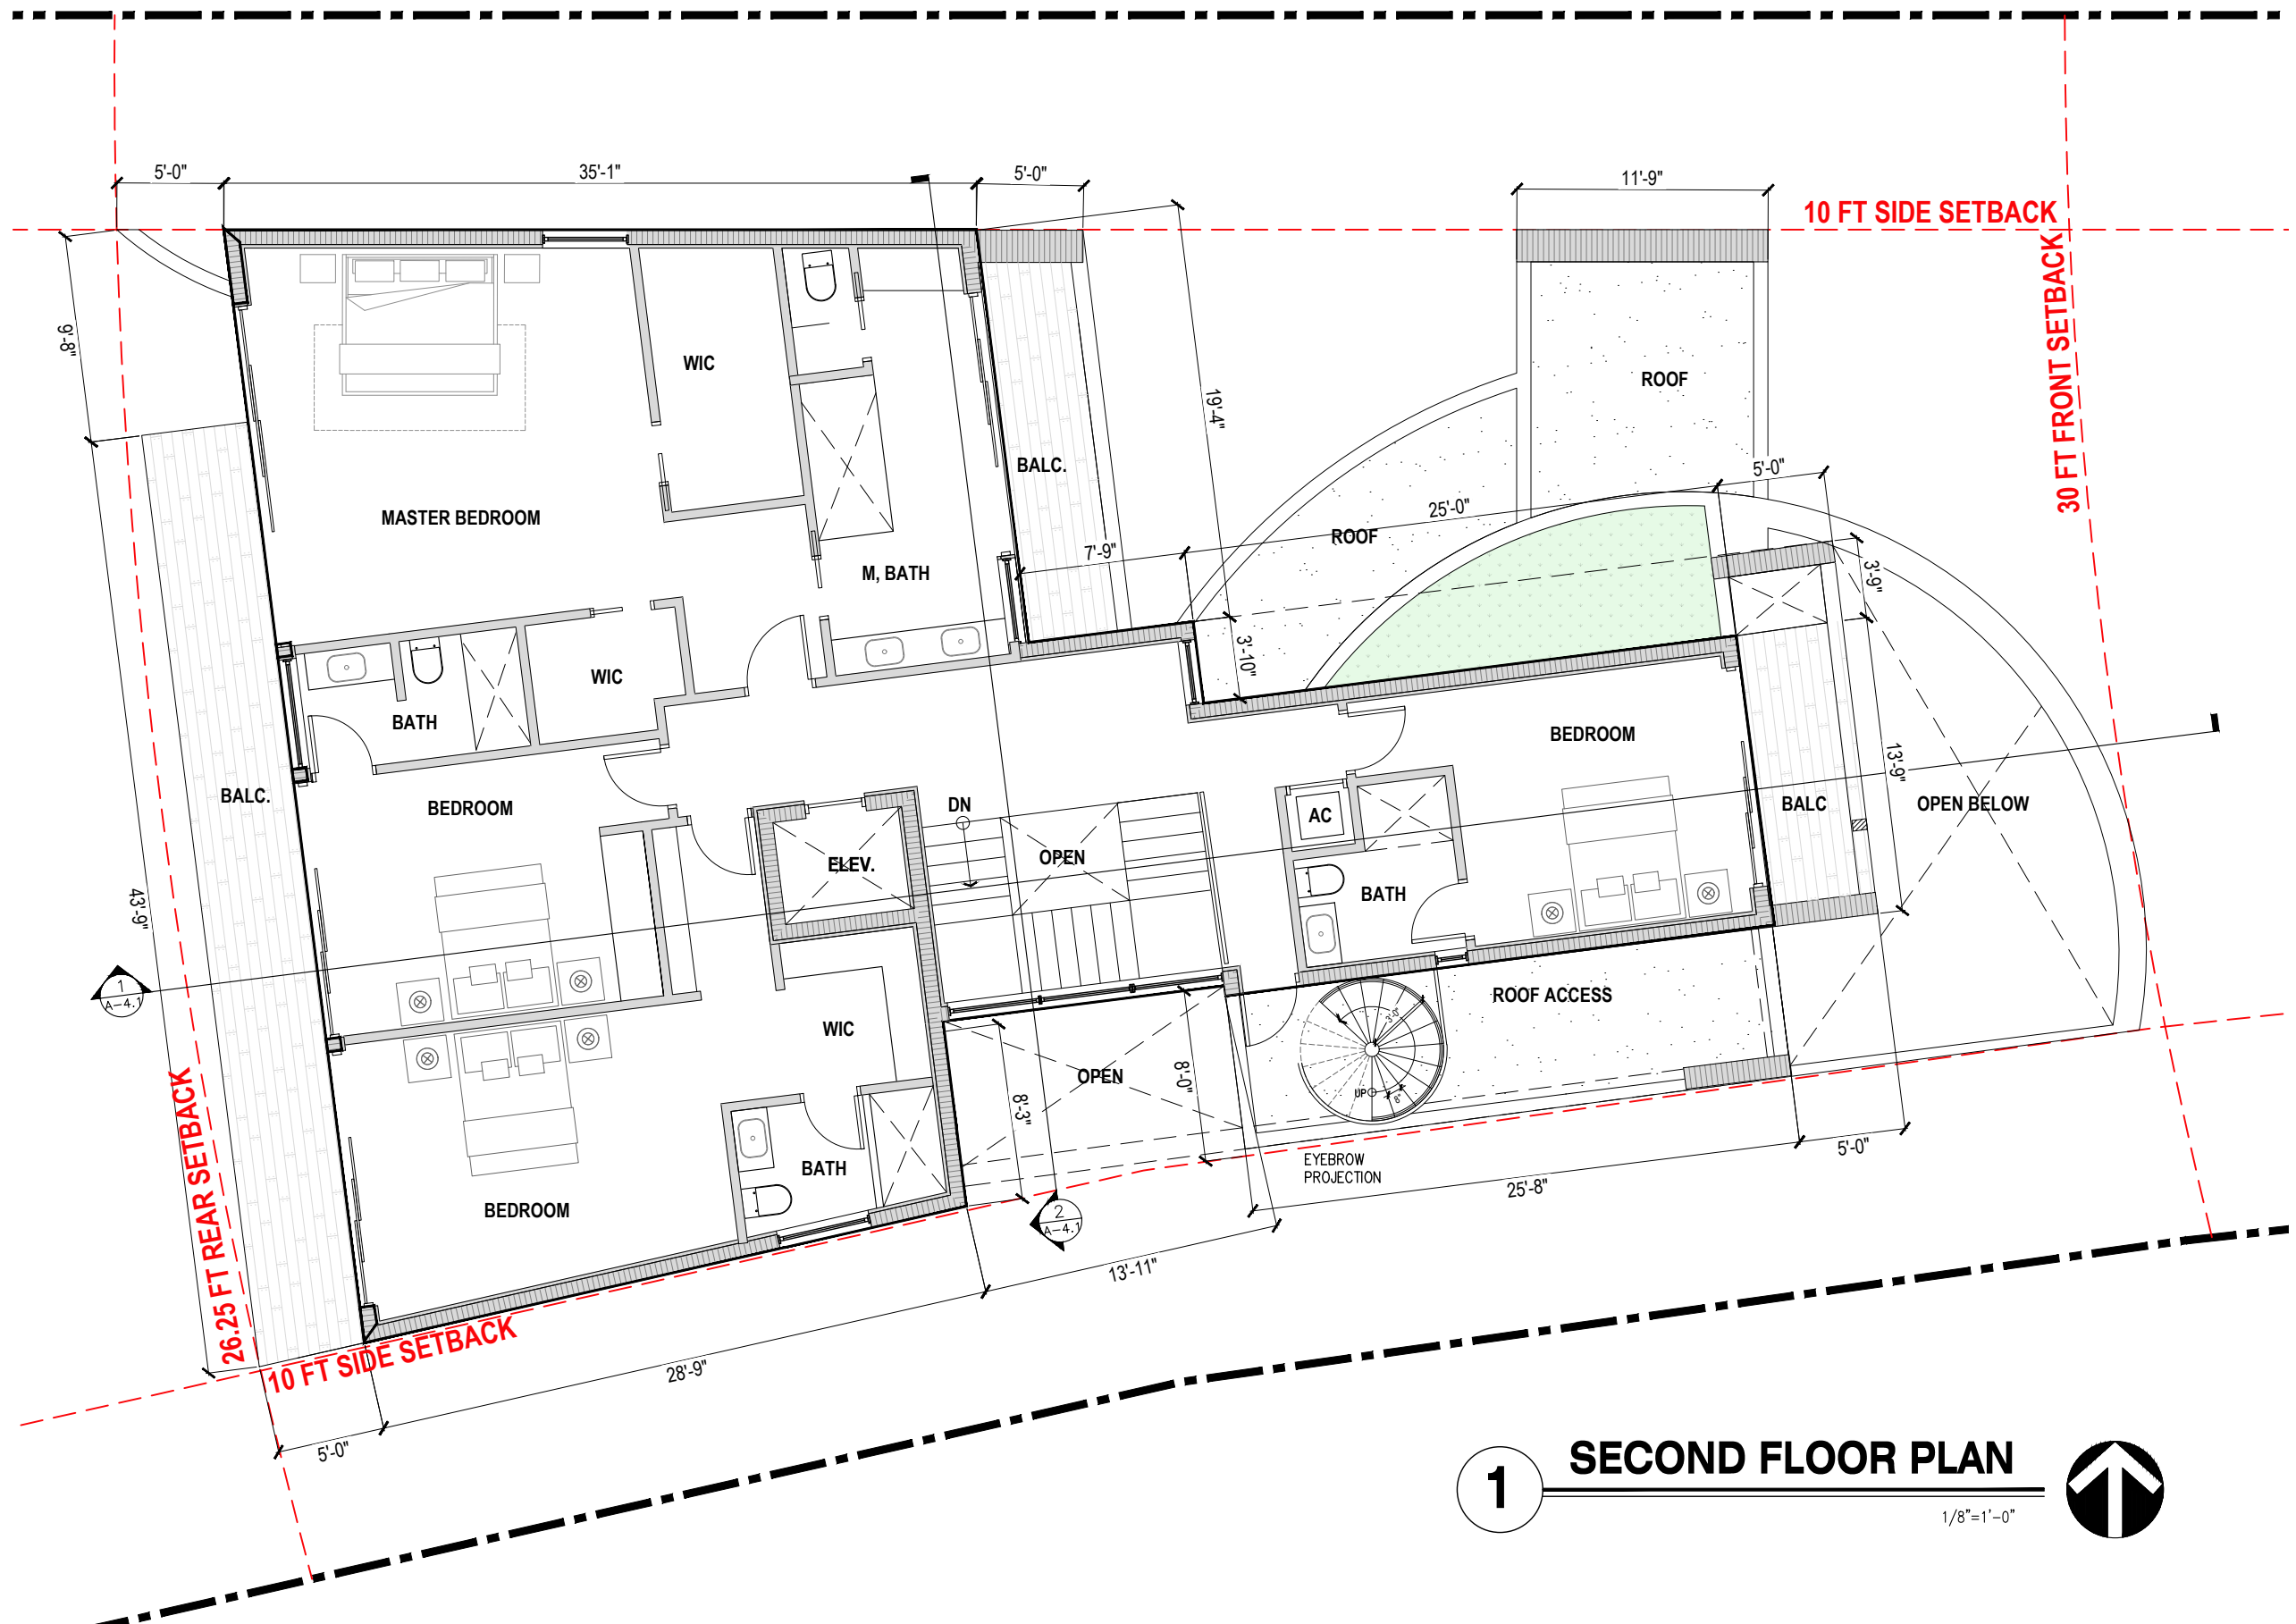 5'-0"
35'-1"
5'-0"
11'-9"
10 FT SIDE SETBACK
30 FT FRONT SETBACK
9'-8"
19'-4"
WIC
ROOF
MASTER BEDROOM
BALC.
5'-0"
25'-0"
ROOF
7'-9"
M, BATH
3'-9"
3'-10"
WIC
BATH
BEDROOM
BALC.
BEDROOM
DN
AC
13'-9"
BALC
OPEN BELOW
ELEV.
OPEN
BATH
43'-9"
1
A-4.1
ROOF ACCESS
WIC
3'-0"
OPEN
8'-0"
8'-3"
UP
8"
26.25 FT REAR SETBACK
BATH
EYEBROW
PROJECTION
5'-0"
25'-8"
BEDROOM
2
A-4.1
13'-11"
10 FT SIDE SETBACK
28'-9"
5'-0"
1
SECOND FLOOR PLAN
1/8"=1'-0"